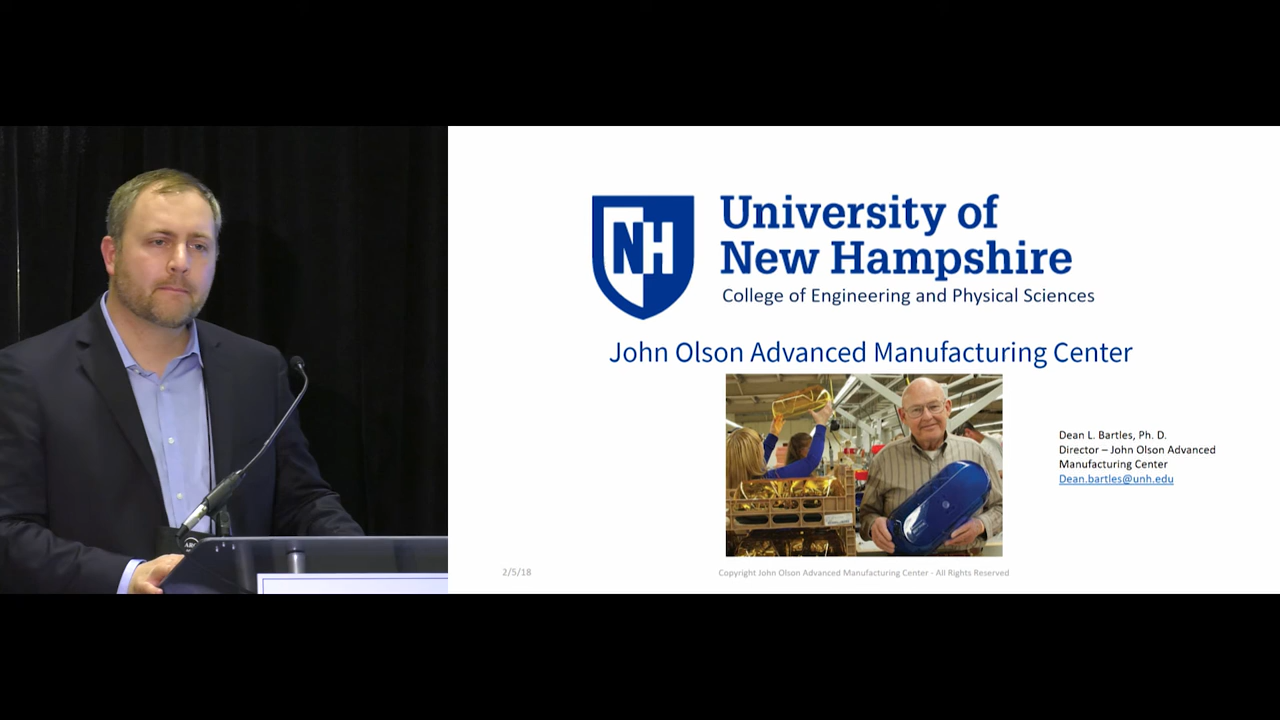 NH
University of
New Hampshire
College of Engineering and Physical Sciences
John Olson Advanced Manufacturing Center
Dean L. Bartles, Ph. D.
Director – John Olson Advanced
Manufacturing Center
Dean.bartles@unh.edu
2/5/18
Copyright John Olson Advanced Manufacturing Center - All Rights Reserved